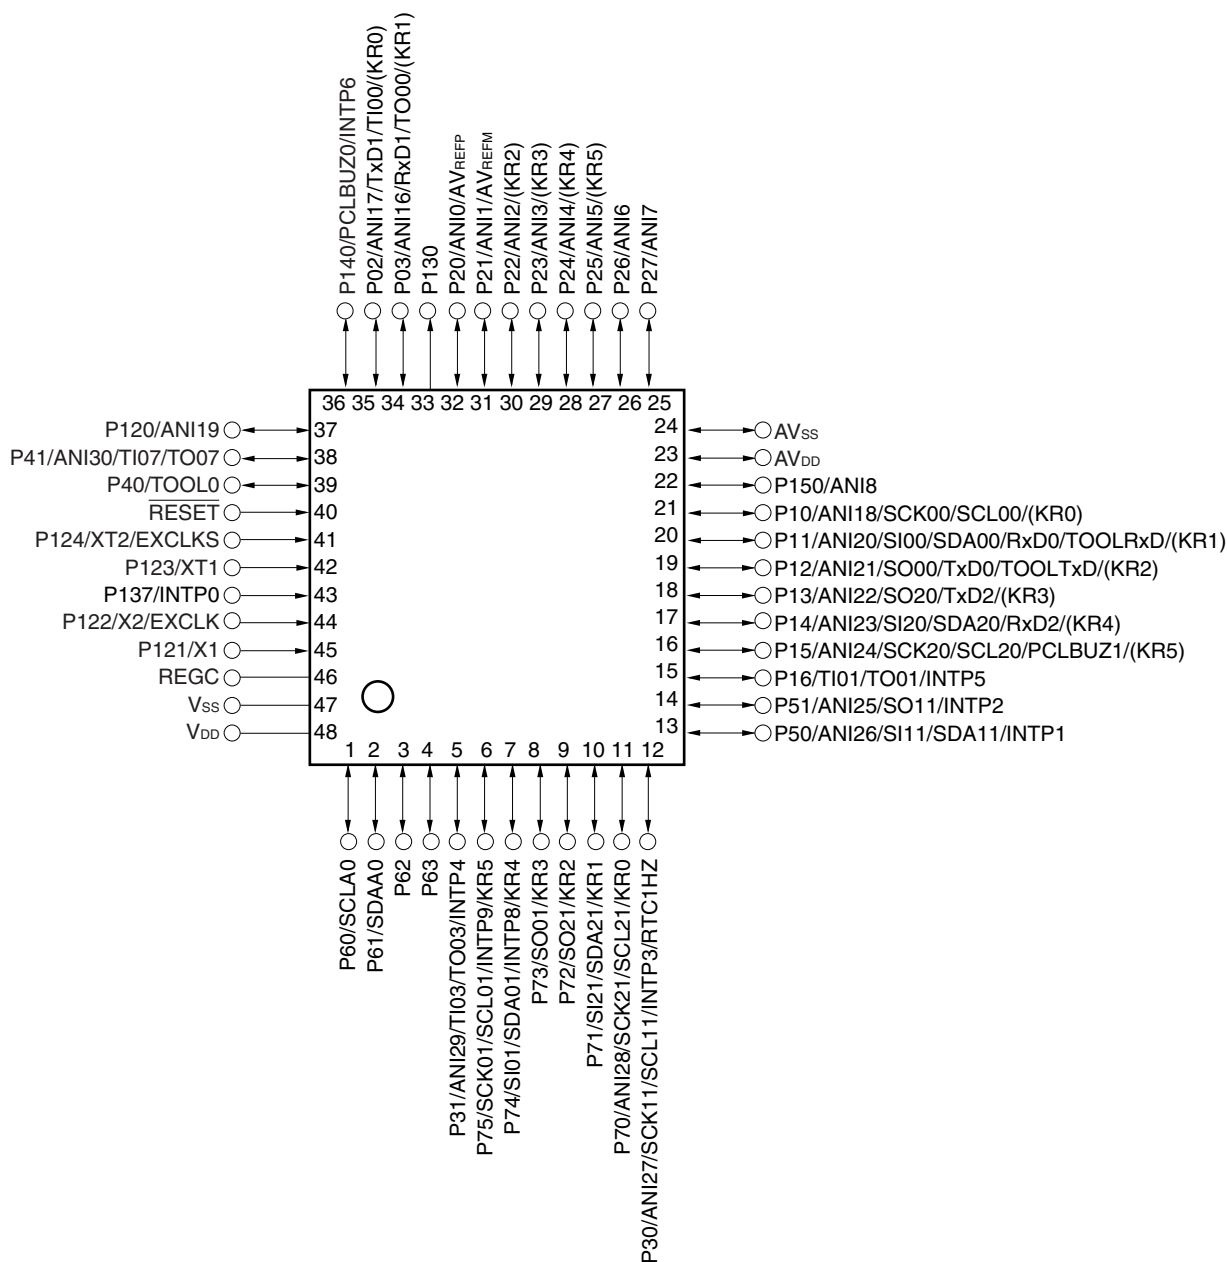 P140/PCLBUZ0/INTP6
P02/ANI17/TxD1/TI00/(KR0)
P03/ANI16/RxD1/TO00/(KR1)
P130
P20/ANI0/AVREFP
P21/ANI1/AVREFM
P22/ANI2/(KR2)
P23/ANI3/(KR3)
P24/ANI4/(KR4)
P25/ANI5/(KR5)
P26/ANI6
P27/ANI7
36 35 34 33 32 31 30 29 28 27 26 25
P120/ANI19 37
P41/ANI30/TI07/TO07 38
P40/TOOL0 39
RESET 40
P124/XT2/EXCLKS 41
P123/XT1 42
P137/INTP0 43
P122/X2/EXCLK 44
P121/X1 45
REGC 46
VSS 47
VDD 48
24 AVSS
23 AVDD
22 P150/ANI8
21 P10/ANI18/SCK00/SCL00/(KR0)
20 P11/ANI20/SI00/SDA00/RxD0/TOOLRxD/(KR1)
19 P12/ANI21/SO00/TxD0/TOOLTxD/(KR2)
18 P13/ANI22/SO20/TxD2/(KR3)
17 P14/ANI23/SI20/SDA20/RxD2/(KR4)
16 P15/ANI24/SCK20/SCL20/PCLBUZ1/(KR5)
15 P16/TI01/TO01/INTP5
14 P51/ANI25/SO11/INTP2
13 P50/ANI26/SI11/SDA11/INTP1
1 2 3 4 5 6 7 8 9 10 11 12
P60/SCLA0
P61/SDAA0
P62
P63
P31/ANI29/TI03/TO03/INTP4
P75/SCK01/SCL01/INTP9/KR5
P74/SI01/SDA01/INTP8/KR4
P73/SO01/KR3
P72/SO21/KR2
P71/SI21/SDA21/KR1
P70/ANI28/SCK21/SCL21/KR0
P30/ANI27/SCK11/SCL11/INTP3/RTC1HZ